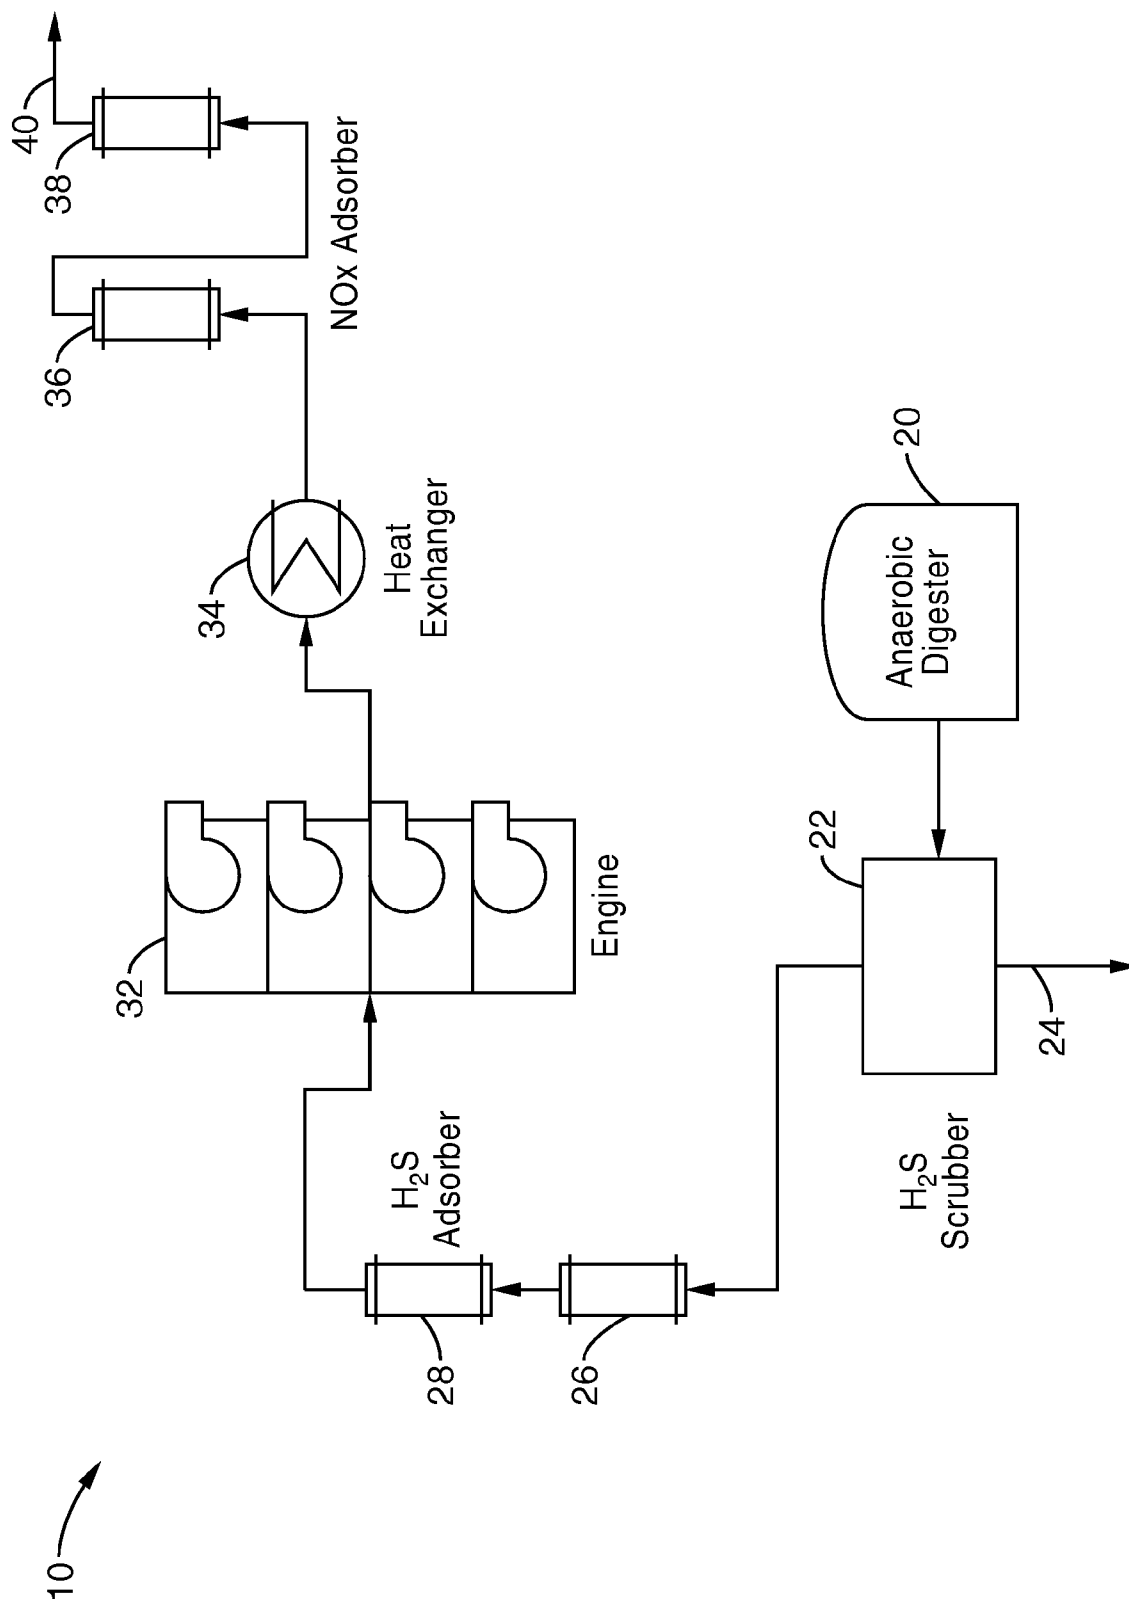 10
28
26
H2S
Adsorber
H2S
Scrubber
24
22
32
Engine
Anaerobic
Digester
20
34
Heat
Exchanger
36
38
40
NOx Adsorber